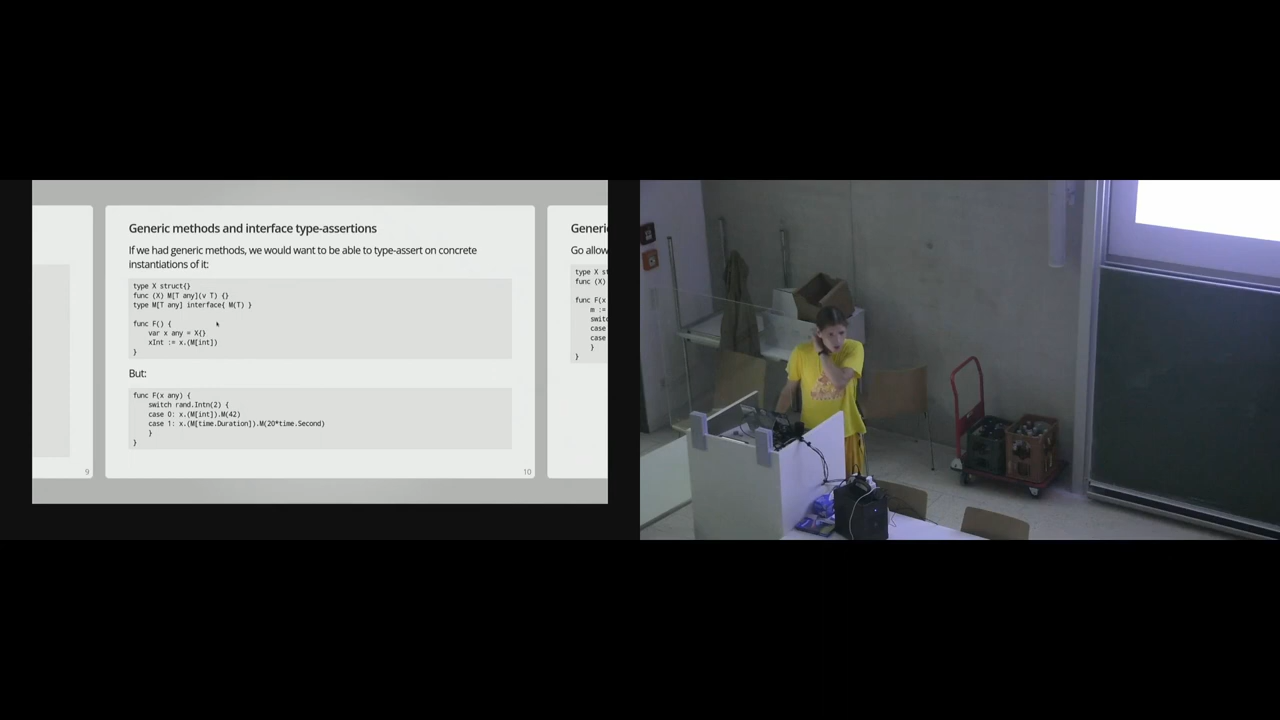 Generic methods and interface type-assertions
If we had generic methods, we would want to be able to type-assert on concrete
instantiations of it:
type X struct{}
func (X) M[T any](v T) {}
type M[T any] interface{ M(T) }
func F() {
    var x any = X{}
    xInt := x.(M[int])
}
But:
func F(x any) {
    switch rand.Intn(2) {
    case 0: x.(M[int]).M(42)
    case 1: x.(M[time.Duration]).M(20*time.Second)
    }
}
9
10
Go allow
type X st
func (X)
func F(x
    m :=
    case
    case
    }
}